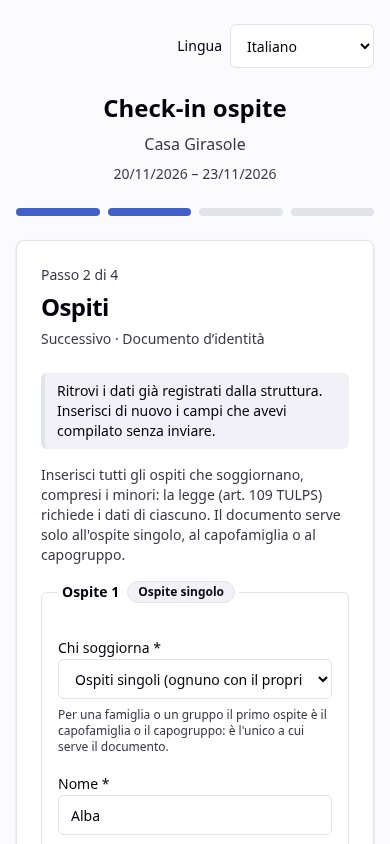 Lingua
Italiano
Check-in ospite
Casa Girasole
20/11/2026 – 23/11/2026
Passo 2 di 4
Ospiti
Successivo · Documento d’identità
Ritrovi i dati già registrati dalla struttura.
Inserisci di nuovo i campi che avevi
compilato senza inviare.
Inserisci tutti gli ospiti che soggiornano,
compresi i minori: la legge (art. 109 TULPS)
richiede i dati di ciascuno. Il documento serve
solo all'ospite singolo, al capofamiglia o al
capogruppo.
Ospite 1
Ospite singolo
Chi soggiorna *
Ospiti singoli (ognuno con il propri
Per una famiglia o un gruppo il primo ospite è il
capofamiglia o il capogruppo: è l'unico a cui
serve il documento.
Nome *
Alba